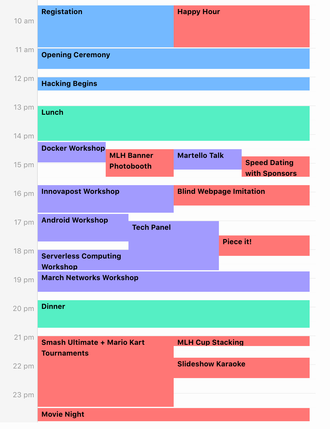 10 am
Registation
Happy Hour
11 am
Opening Ceremony
12 pm
Hacking Begins
13 pm
Lunch
14 pm
Docker Workshop
MLH Banner
Photobooth
Martello Talk
Speed Dating
with Sponsors
15 pm
16 pm
Innovapost Workshop
Blind Webpage Imitation
17 pm
Android Workshop
Tech Panel
Piece it!
18 pm
Serverless Computing
Workshop
19 pm
March Networks Workshop
20 pm
Dinner
21 pm
Smash Ultimate + Mario Kart
Tournaments
MLH Cup Stacking
22 pm
Slideshow Karaoke
23 pm
Movie Night